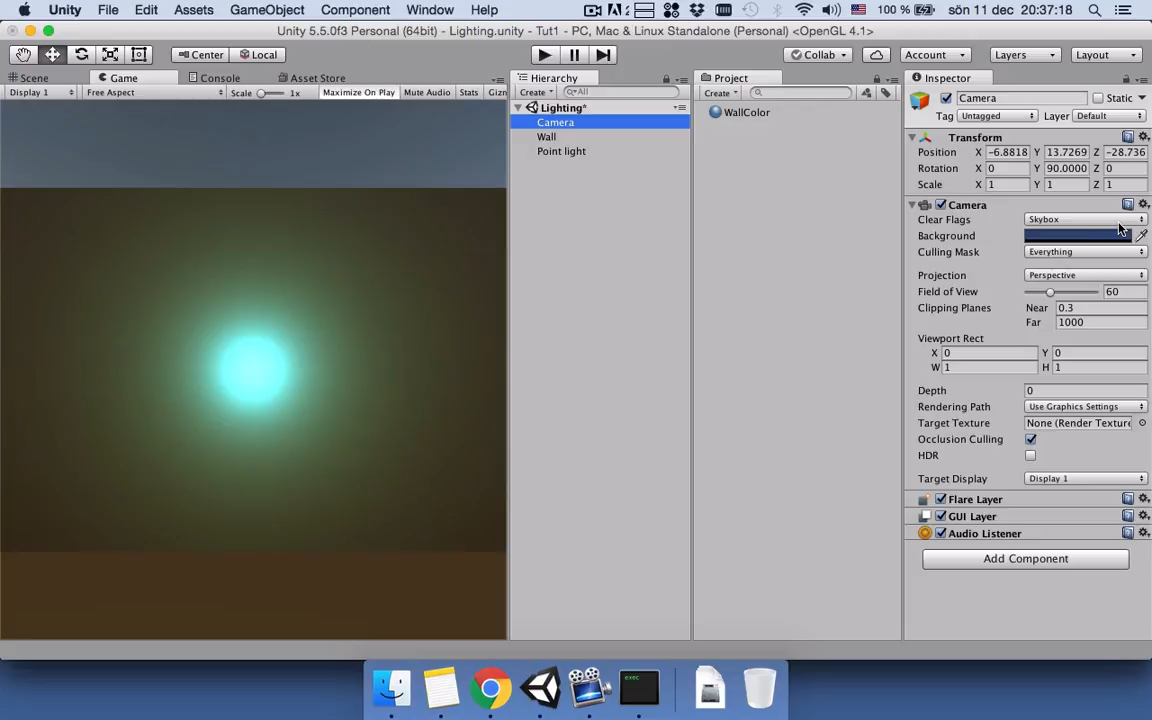 Unity File Edit Assets GameObject Component Window Help 100 % sön 11 dec 20:37:18
Unity 5.5.0f3 Personal (64bit) - Lighting.unity - Tut1 - PC, Mac & Linux Standalone (Personal) <OpenGL 4.1>
Center Local Collab Account Layers Layout
Scene Game Console Asset Store Hierarchy Project Inspector
Display 1 Free Aspect Scale 1x Maximize On Play Mute Audio Stats Gizn
Create All
Create
Camera Static
Tag Untagged Layer Default
Lighting*
Camera
Wall
Point light
WallColor
Transform
Position X -6.8818 Y 13.7269 Z -28.736
Rotation X 0 Y 90.0000 Z 0
Scale X 1 Y 1 Z 1
Camera
Clear Flags Skybox
Background
Culling Mask Everything
Projection Perspective
Field of View 60
Clipping Planes Near 0.3
Far 1000
Viewport Rect
X 0 Y 0
W 1 H 1
Depth 0
Rendering Path Use Graphics Settings
Target Texture None (Render Texture
Occlusion Culling
HDR
Target Display Display 1
Flare Layer
GUI Layer
Audio Listener
Add Component
exec